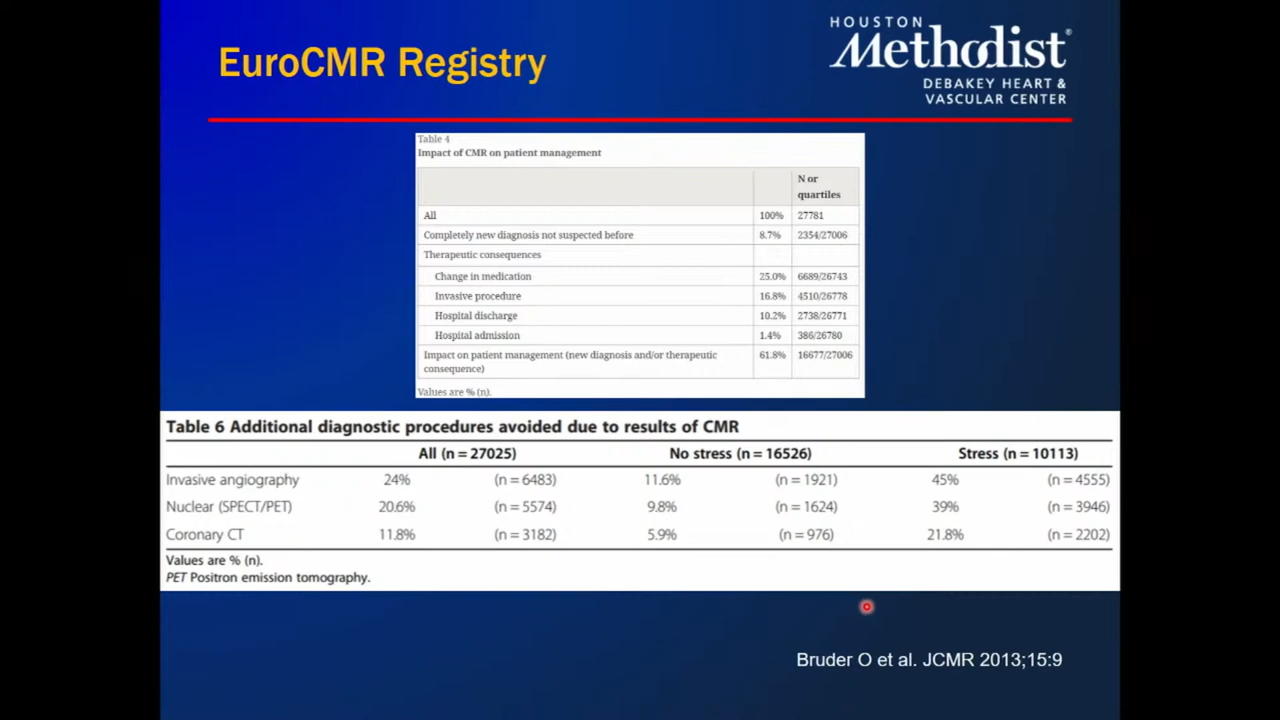 EuroCMR Registry
HOUSTON
Methodist®
DEBAKEY HEART &
VASCULAR CENTER
Table 4
Impact of CMR on patient management
N or
quartiles
All 100% 27781
Completely new diagnosis not suspected before 8.7% 2354/27006
Therapeutic consequences
Change in medication 25.0% 6689/26743
Invasive procedure 16.8% 4510/26778
Hospital discharge 10.2% 2738/26771
Hospital admission 1.4% 386/26780
Impact on patient management (new diagnosis and/or therapeutic 61.8% 16677/27006
consequence)
Values are % (n).
Table 6 Additional diagnostic procedures avoided due to results of CMR
All (n = 27025) No stress (n = 16526) Stress (n = 10113)
Invasive angiography 24% (n = 6483) 11.6% (n = 1921) 45% (n = 4555)
Nuclear (SPECT/PET) 20.6% (n = 5574) 9.8% (n = 1624) 39% (n = 3946)
Coronary CT 11.8% (n = 3182) 5.9% (n = 976) 21.8% (n = 2202)
Values are % (n).
PET Positron emission tomography.
Bruder O et al. JCMR 2013;15:9